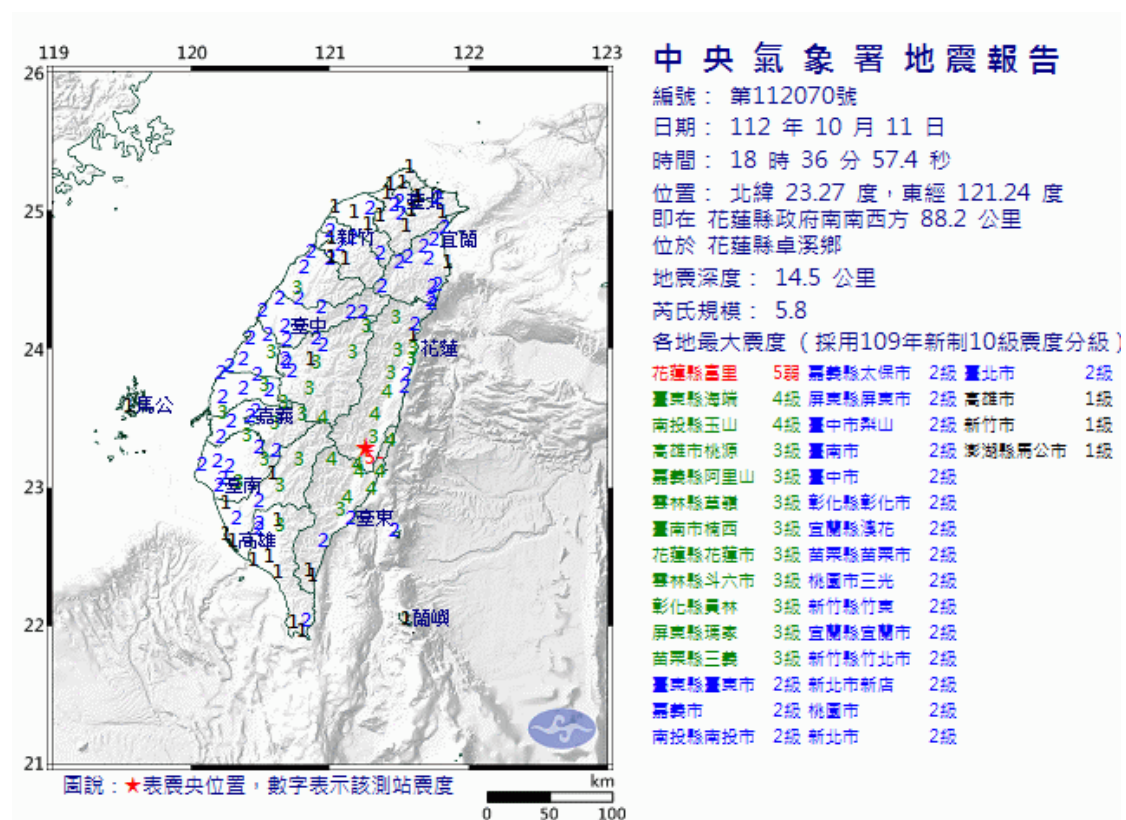 中央氣象署地震報告
編號： 第112070號
日期： 112 年 10 月 11 日
時間： 18 時 36 分 57.4 秒
位置： 北緯 23.27 度，東經 121.24 度
即在 花蓮縣政府南南西方 88.2 公里
位於 花蓮縣卓溪鄉
地震深度： 14.5 公里
芮氏規模： 5.8
各地最大震度（採用109年新制10級震度分級）
花蓮縣富里 5弱 嘉義縣太保市 2級 臺北市 2級
臺東縣海端 4級 屏東縣屏東市 2級 高雄市 1級
南投縣玉山 4級 臺中市梨山 2級 新竹市 1級
高雄市桃源 3級 臺南市 2級 澎湖縣馬公市 1級
嘉義縣阿里山 3級 臺中市 2級
雲林縣草嶺 3級 彰化縣彰化市 2級
臺南市楠西 3級 宜蘭縣澳花 2級
花蓮縣花蓮市 3級 苗栗縣苗栗市 2級
雲林縣斗六市 3級 桃園市三光 2級
彰化縣員林 3級 新竹縣竹東 2級
屏東縣瑪家 3級 宜蘭縣宜蘭市 2級
苗栗縣三義 3級 新竹縣竹北市 2級
臺東縣臺東市 2級 新北市新店 2級
嘉義市 2級 桃園市 2級
南投縣南投市 2級 新北市 2級
119 120 121 122 123
26
25
24
23
22
21
臺北
新竹
宜蘭
臺中
花蓮
馬公
嘉義
臺南
臺東
高雄
蘭嶼
圖說：★表震央位置，數字表示該測站震度
km
0 50 100